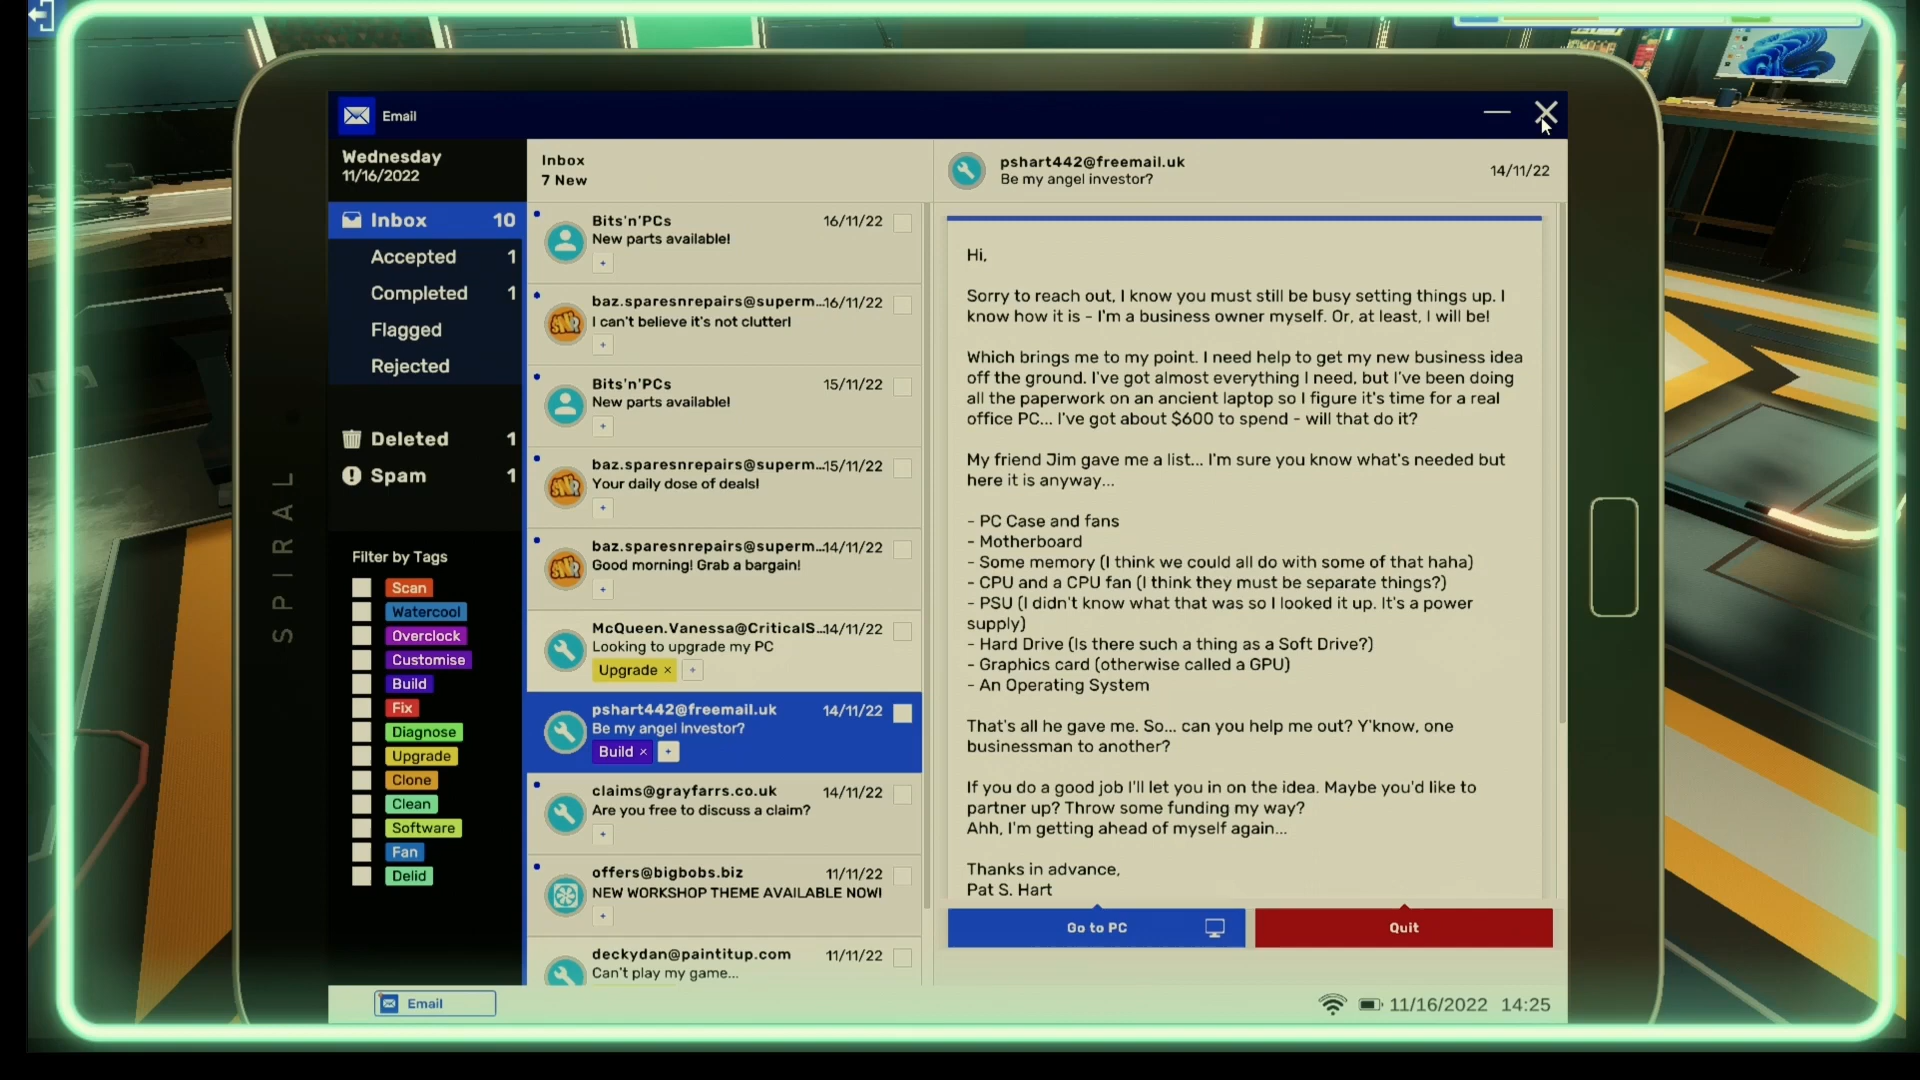 Email
Wednesday
11/16/2022
Inbox 10
Accepted 1
Completed 1
Flagged
Rejected
Deleted 1
Spam 1
Filter by Tags
Scan
Watercool
Overclock
Customise
Build
Fix
Diagnose
Upgrade
Clone
Clean
Software
Fan
Delid
SPIRAL
Inbox
7 New
Bits'n'PCs 16/11/22
New parts available!
+
baz.sparesnrepairs@superm...16/11/22
I can't believe it's not clutter!
+
Bits'n'PCs 15/11/22
New parts available!
+
baz.sparesnrepairs@superm...15/11/22
Your daily dose of deals!
+
baz.sparesnrepairs@superm...14/11/22
Good morning! Grab a bargain!
+
McQueen.Vanessa@CriticalS...14/11/22
Looking to upgrade my PC
Upgrade × +
pshart442@freemail.uk 14/11/22
Be my angel investor?
Build × +
claims@grayfarrs.co.uk 14/11/22
Are you free to discuss a claim?
+
offers@bigbobs.biz 11/11/22
NEW WORKSHOP THEME AVAILABLE NOW!
+
deckydan@paintitup.com 11/11/22
Can't play my game...
pshart442@freemail.uk
Be my angel investor?
14/11/22
Hi,
Sorry to reach out, I know you must still be busy setting things up. I
know how it is - I'm a business owner myself. Or, at least, I will be!
Which brings me to my point. I need help to get my new business idea
off the ground. I've got almost everything I need, but I've been doing
all the paperwork on an ancient laptop so I figure it's time for a real
office PC... I've got about $600 to spend - will that do it?
My friend Jim gave me a list... I'm sure you know what's needed but
here it is anyway...
- PC Case and fans
- Motherboard
- Some memory (I think we could all do with some of that haha)
- CPU and a CPU fan (I think they must be separate things?)
- PSU (I didn't know what that was so I looked it up. It's a power
supply)
- Hard Drive (Is there such a thing as a Soft Drive?)
- Graphics card (otherwise called a GPU)
- An Operating System
That's all he gave me. So... can you help me out? Y'know, one
businessman to another?
If you do a good job I'll let you in on the idea. Maybe you'd like to
partner up? Throw some funding my way?
Ahh, I'm getting ahead of myself again...
Thanks in advance,
Pat S. Hart
Go to PC
Quit
Email
11/16/2022 14:25